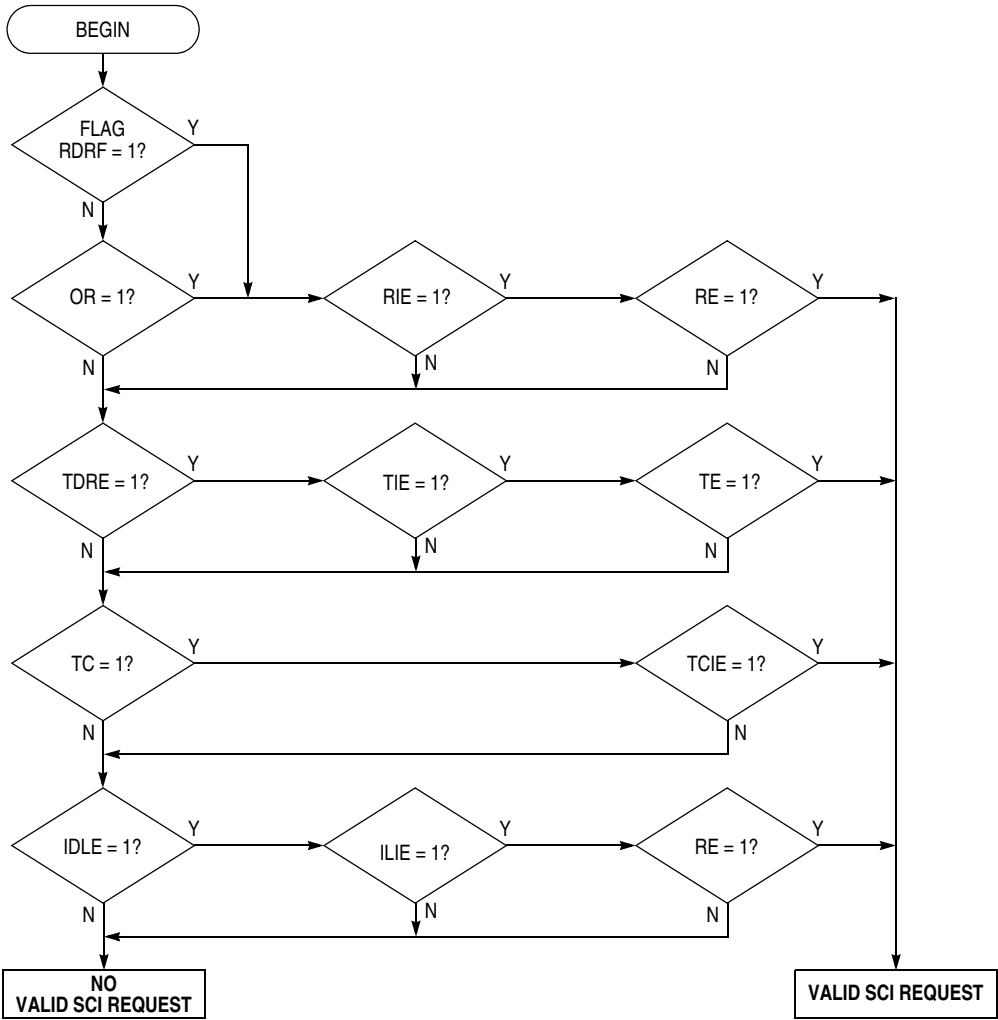 BEGIN
FLAG
RDRF = 1?
Y
N
OR = 1?
Y
N
RIE = 1?
Y
N
RE = 1?
Y
N
TDRE = 1?
Y
N
TIE = 1?
Y
N
TE = 1?
Y
N
TC = 1?
Y
N
TCIE = 1?
Y
N
IDLE = 1?
Y
N
ILIE = 1?
Y
N
RE = 1?
Y
N
NO
VALID SCI REQUEST
VALID SCI REQUEST